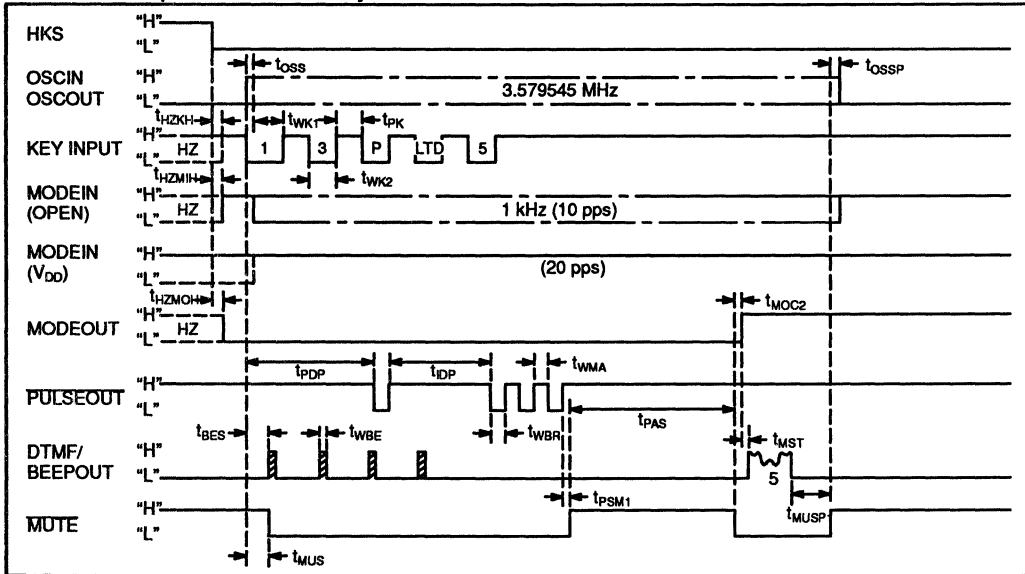 HKS "H"
"L"
OSCIN "H" tOSS tOSSP
OSCOUT "L" 3.579545 MHz
tHZKH tWK1 tPK
KEY INPUT "H" "L" HZ 1 3 P LTD 5
tHZMIH tWK2
MODEIN "H"
(OPEN) "L" HZ 1 kHz (10 pps)
MODEIN "H"
(VDD) "L" (20 pps)
tHZMOH tMOC2
MODEOUT "H" "L" HZ
tPDP tIDP tWMA
PULSEOUT "H" "L"
tPAS
tBES tWBE tWBR tMST
DTMF/ "H"
BEEPOUT "L" 5
tPSM1 tMUSP
MUTE "H" "L"
tMUS